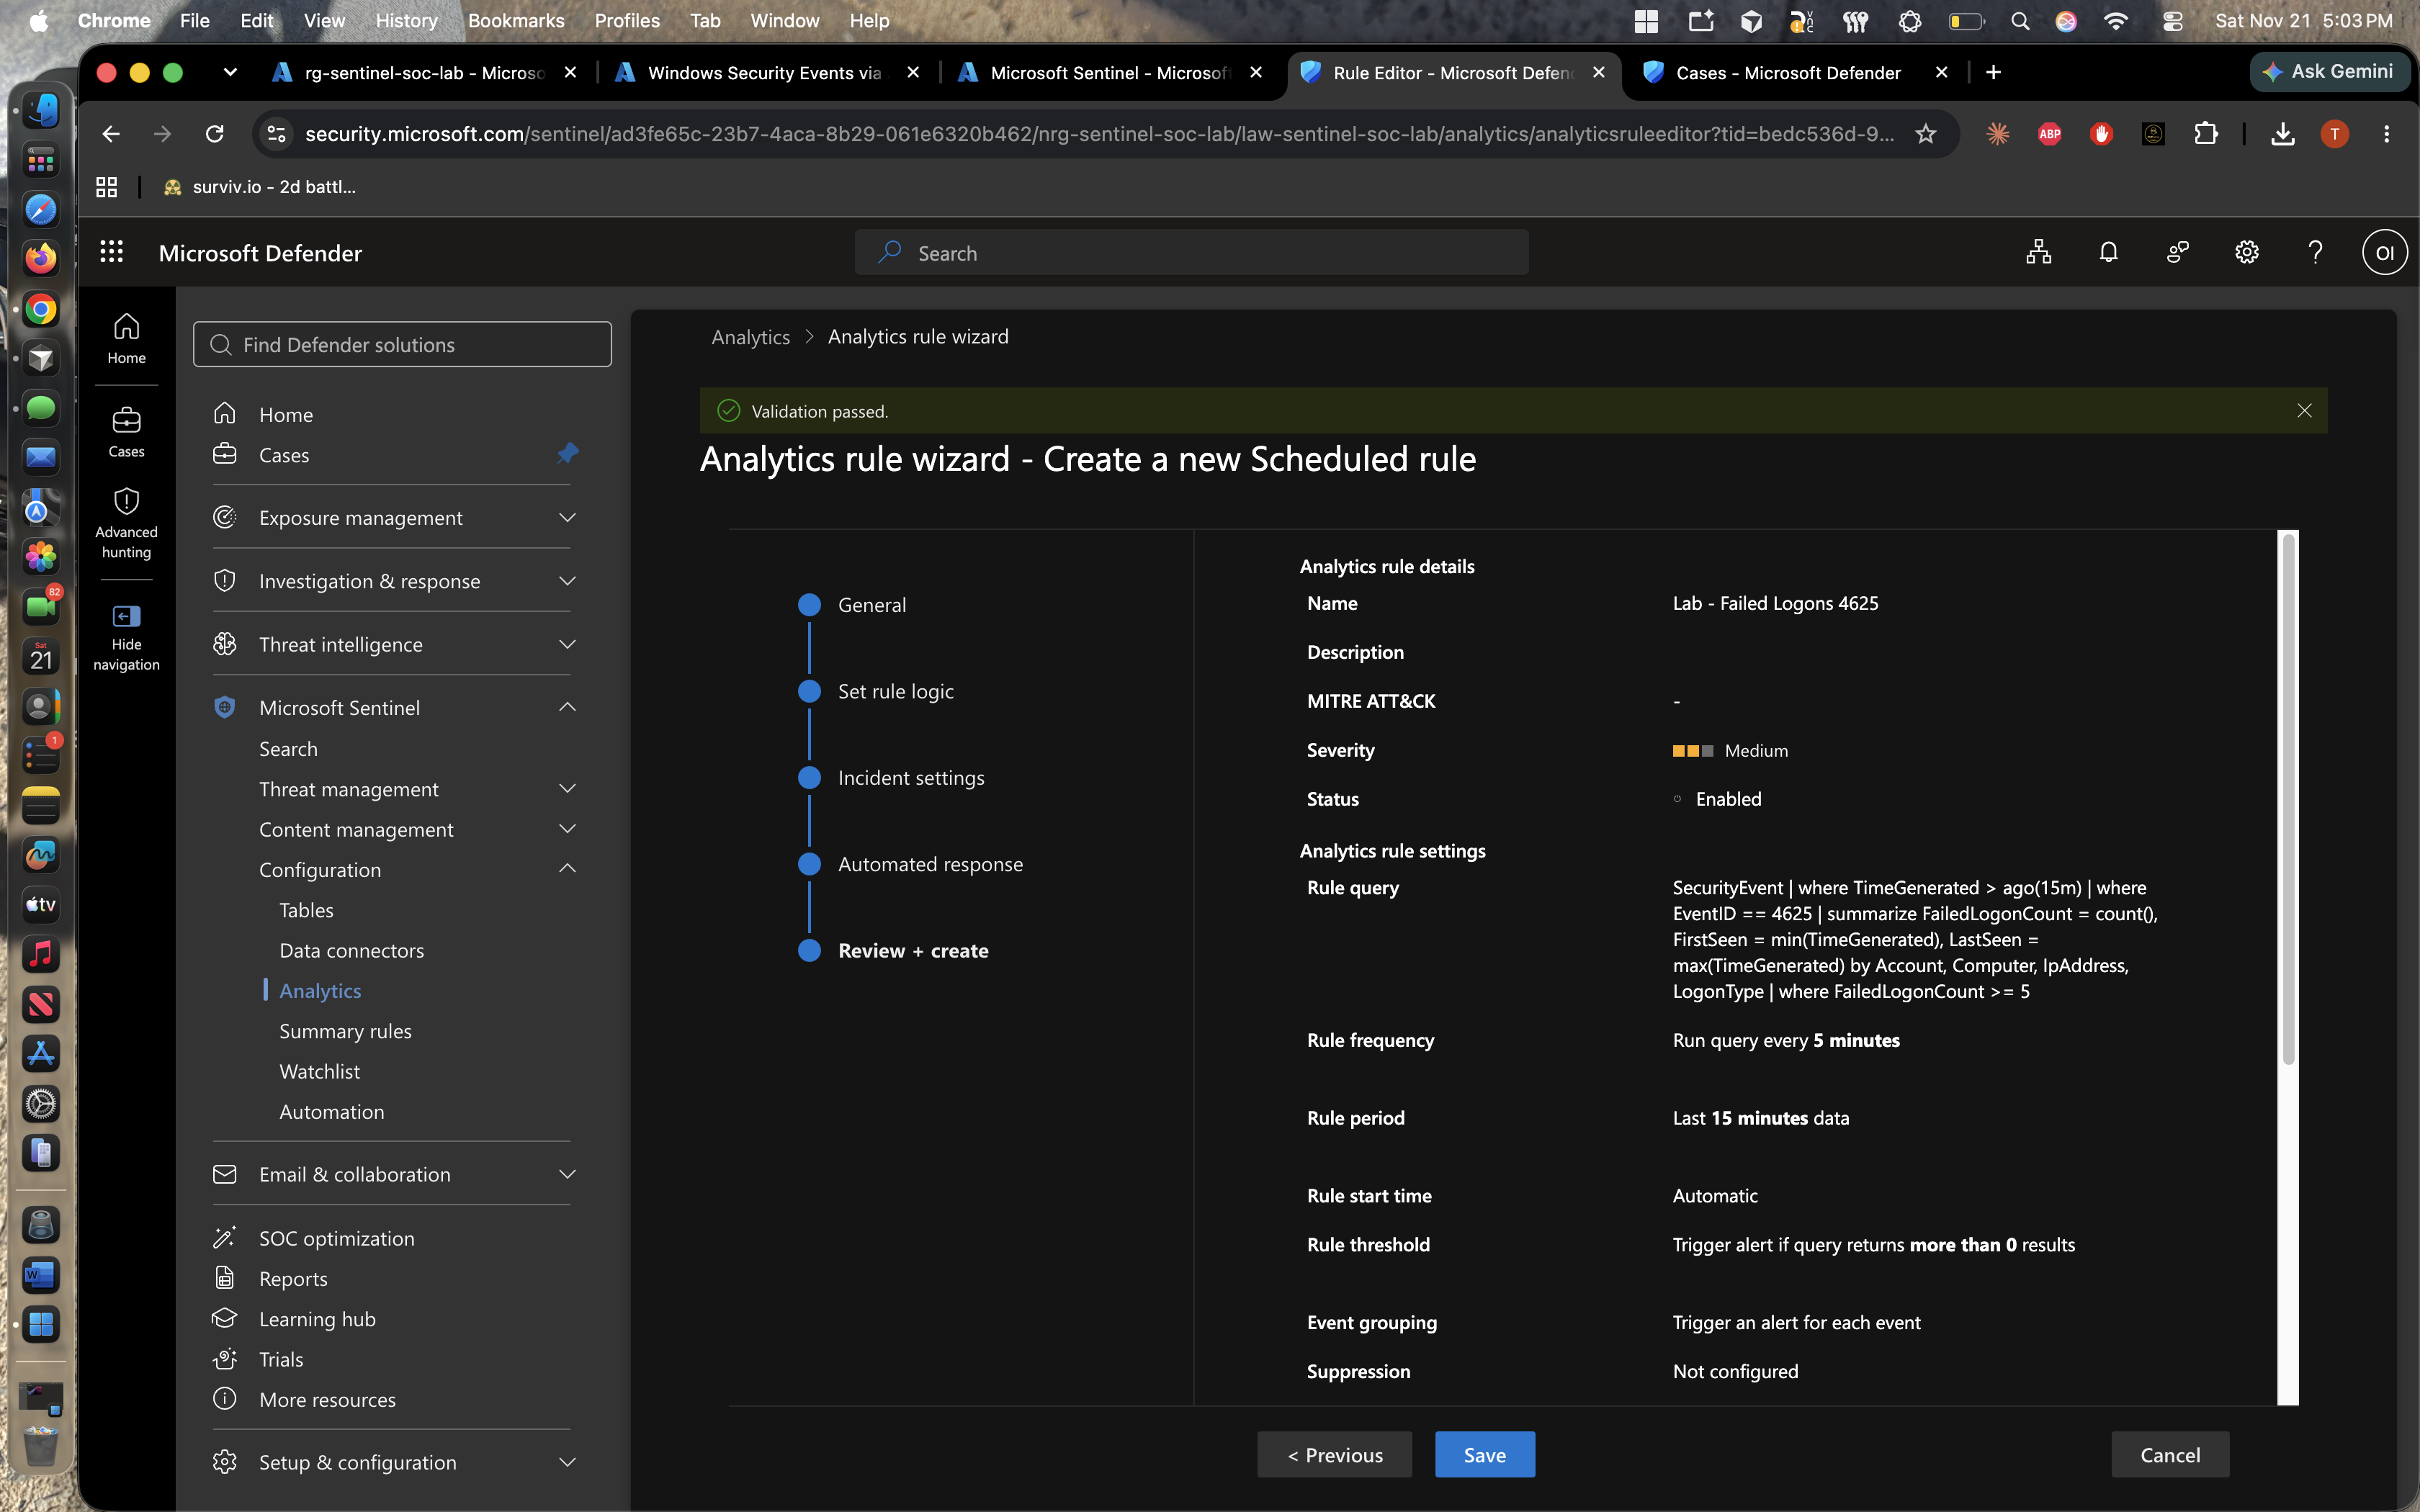 Chrome File Edit View History Bookmarks Profiles Tab Window Help Sat Nov 21 5:03 PM
rg-sentinel-soc-lab - Microso Windows Security Events via Microsoft Sentinel - Microsof Rule Editor - Microsoft Defen Cases - Microsoft Defender Ask Gemini
security.microsoft.com/sentinel/ad3fe65c-23b7-4aca-8b29-061e6320b462/nrg-sentinel-soc-lab/law-sentinel-soc-lab/analytics/analyticsruleeditor?tid=bedc536d-9... ABP T
surviv.io - 2d battl...
Microsoft Defender Search OI
Home
Cases
Advanced
hunting
Hide
navigation
Find Defender solutions
Home
Cases
Exposure management
Investigation & response
Threat intelligence
Microsoft Sentinel
Search
Threat management
Content management
Configuration
Tables
Data connectors
Analytics
Summary rules
Watchlist
Automation
Email & collaboration
SOC optimization
Reports
Learning hub
Trials
More resources
Setup & configuration
Analytics > Analytics rule wizard
Validation passed.
Analytics rule wizard - Create a new Scheduled rule
General
Set rule logic
Incident settings
Automated response
Review + create
Analytics rule details
Name Lab - Failed Logons 4625
Description
MITRE ATT&CK -
Severity Medium
Status Enabled
Analytics rule settings
Rule query SecurityEvent | where TimeGenerated > ago(15m) | where
EventID == 4625 | summarize FailedLogonCount = count(),
FirstSeen = min(TimeGenerated), LastSeen =
max(TimeGenerated) by Account, Computer, IpAddress,
LogonType | where FailedLogonCount >= 5
Rule frequency Run query every 5 minutes
Rule period Last 15 minutes data
Rule start time Automatic
Rule threshold Trigger alert if query returns more than 0 results
Event grouping Trigger an alert for each event
Suppression Not configured
< Previous Save Cancel
82
Sat
21
1
tv
W